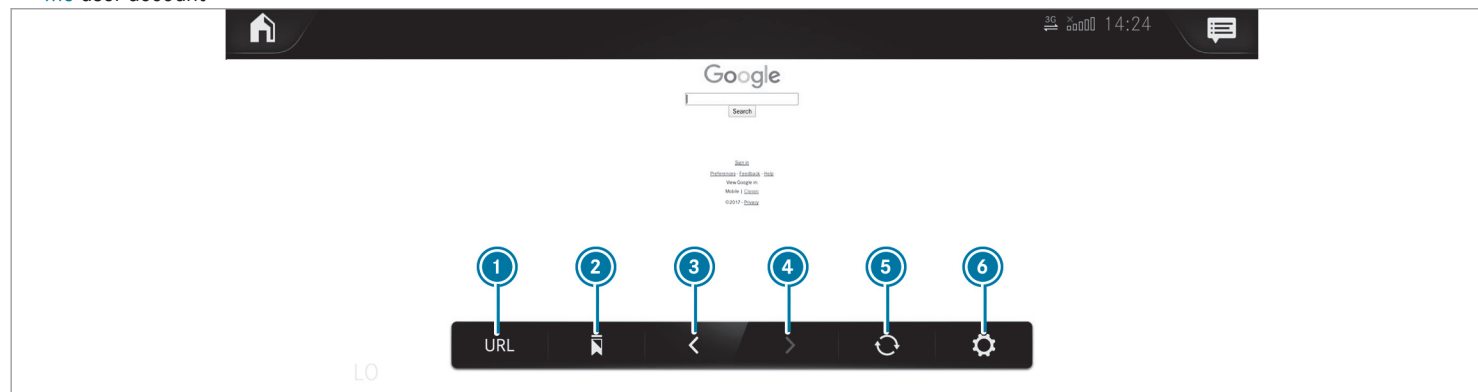 me user account
3G 14:24
Google
Search
Sign in
Preferences - Feedback - Help
View Google in:
Mobile | Classic
©2017 - Privacy
1 2 3 4 5 6
URL
LO